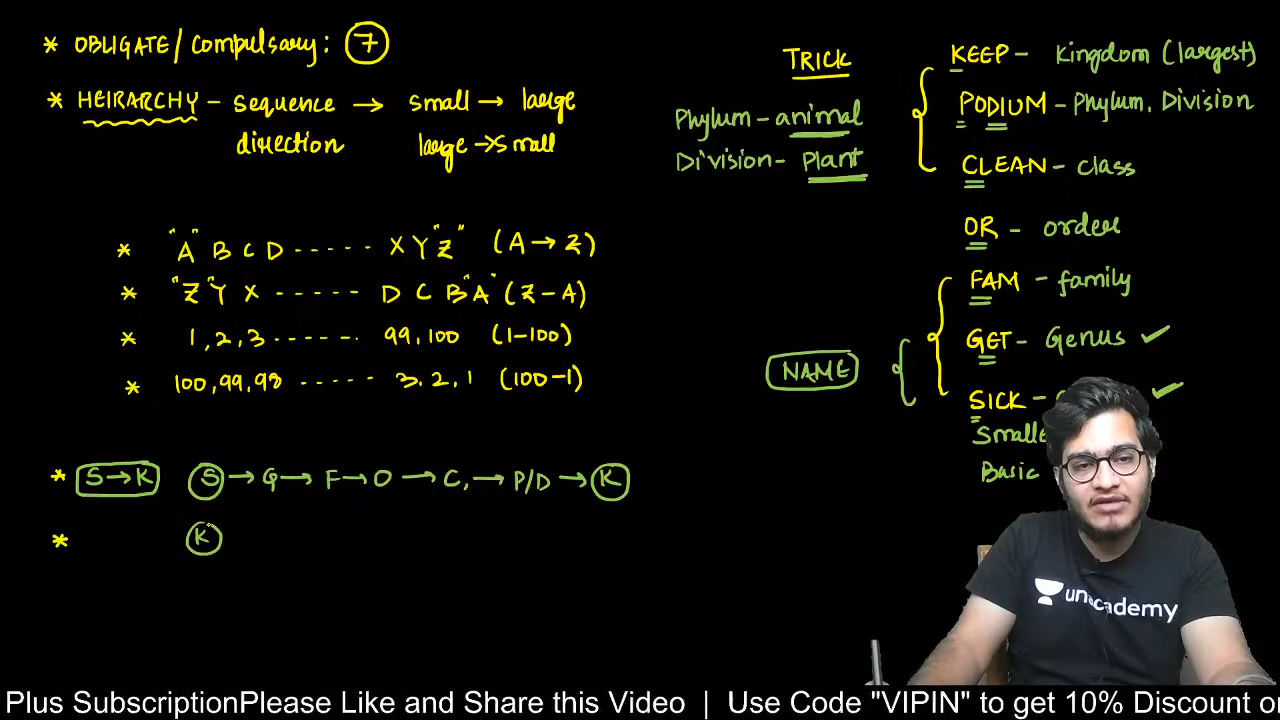 * OBLIGATE/Compulsary: 7
* HEIRARCHY - sequence → small → large
direction large → small
* "A" B C D ------ X Y "Z" (A → Z)
* "Z" Y X ------ D C B "A" (Z - A)
* 1, 2, 3 ------- 99, 100 (1-100)
* 100, 99, 98 ------ 3, 2, 1 (100-1)
* S → K S → G → F → O → C, → P/D → K
* K
TRICK
Phylum - animal
Division - Plant
KEEP - Kingdom (largest)
PODIUM - Phylum, Division
CLEAN - class
OR - order
FAM - family
GET - Genus ✓
NAME
SICK - ✓
Basic
unacademy
Plus SubscriptionPlease Like and Share this Video | Use Code "VIPIN" to get 10% Discount